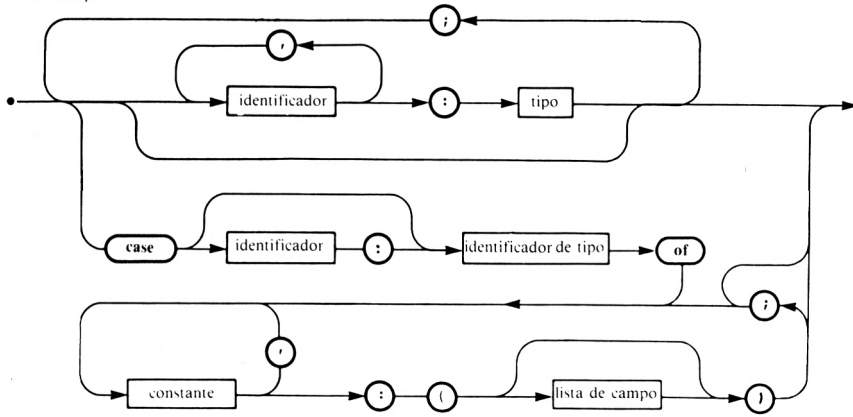 ;
,
identificador : tipo
case identificador : identificador de tipo of
;
,
constante : ( lista de campo )